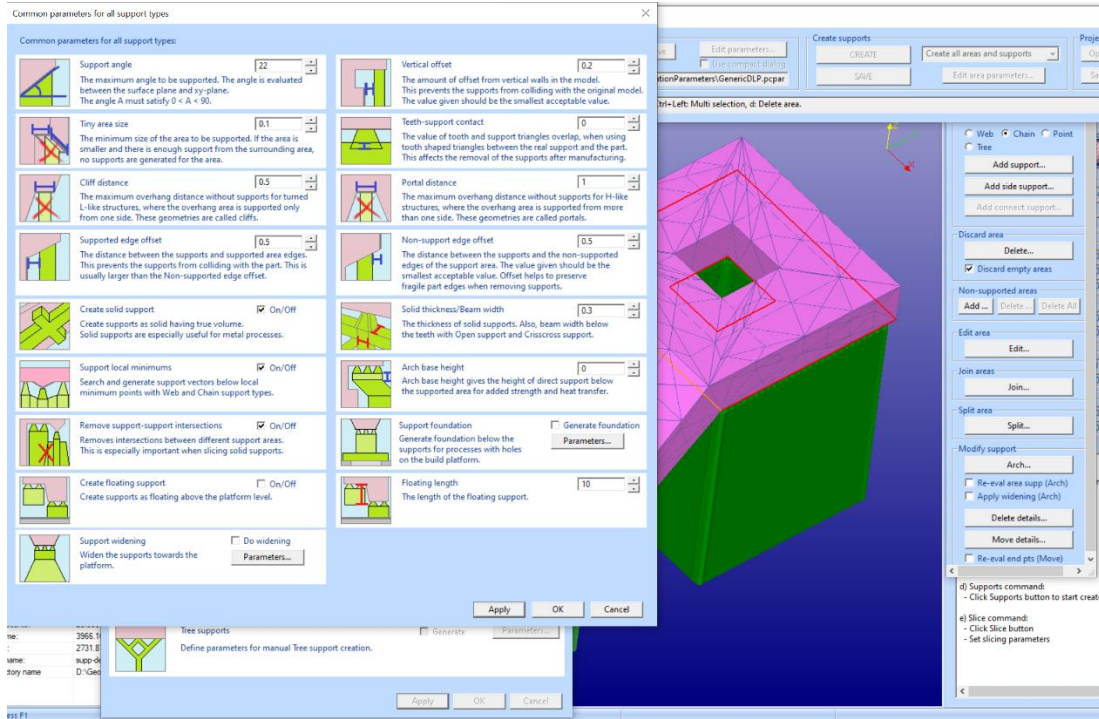 Common parameters for all support types
Common parameters for all support types:
Support angle
22
The maximum angle to be supported. The angle is evaluated
between the surface plane and xy-plane.
The angle A must satisfy 0 < A < 90.
Vertical offset
0.2
The amount of offset from vertical walls in the model.
This prevents the supports from colliding with the original model.
The value given should be the smallest acceptable value.
Tiny area size
0.1
The minimum size of the area to be supported. If the area is
smaller and there is enough support from the surrounding area,
no supports are generated for the area.
Teeth-support contact
0
The value of tooth and support triangles overlap, when using
tooth shaped triangles between the real support and the part.
This affects the removal of the supports after manufacturing.
Cliff distance
0.5
The maximum overhang distance without supports for turned
L-like structures, where the overhang area is supported only
from one side. These geometries are called cliffs.
Portal distance
1
The maximum overhang distance without supports for H-like
structures, where the overhang area is supported from more
than one side. These geometries are called portals.
Supported edge offset
0.5
The distance between the supports and supported area edges.
This prevents the supports from colliding with the part. This is
usually larger than the Non-supported edge offset.
Non-support edge offset
0.5
The distance between the supports and the non-supported
edges of the support area. The value given should be the
smallest acceptable value. Offset helps to preserve
fragile part edges when removing supports.
Create solid support
On/Off
Create supports as solid having true volume.
Solid supports are especially useful for metal processes.
Solid thickness/Beam width
0.3
The thickness of solid supports. Also, beam width below
the teeth with Open support and Crisscross support.
Support local minimums
On/Off
Search and generate support vectors below local
minimum points with Web and Chain support types.
Arch base height
0
Arch base height gives the height of direct support below
the supported area for added strength and heat transfer.
Remove support-support intersections
On/Off
Removes intersections between different support areas.
This is especially important when slicing solid supports.
Support foundation
Generate foundation
Generate foundation below the
supports for processes with holes
on the build platform.
Parameters...
Create floating support
On/Off
Create supports as floating above the platform level.
Floating length
10
The length of the floating support.
Support widening
Do widening
Widen the supports towards the
platform.
Parameters...
Apply
OK
Cancel
Tree supports
Generate
Parameters...
Define parameters for manual Tree support creation.
Apply
OK
Cancel
me:
3966.10
2731.8
name:
supp-de
tory name
D:\Geo
ess F1
Edit parameters...
Use compact dialog
ationParameters\GenericDLP.pcpar
Create supports
CREATE
Create all areas and supports
SAVE
Edit area parameters...
Proje
Op
Sa
Ctrl+Left: Multi selection, d: Delete area.
Web
Chain
Point
Tree
Add support...
Add side support...
Add connect support...
Discard area
Delete...
Discard empty areas
Non-supported areas
Add ...
Delete ...
Delete All
Edit area
Edit...
Join areas
Join...
Split area
Split...
Modify support
Arch...
Re-eval area supp (Arch)
Apply widening (Arch)
Delete details...
Move details...
Re-eval end pts (Move)
d) Supports command:
- Click Supports button to start create
e) Slice command:
- Click Slice button
- Set slicing parameters